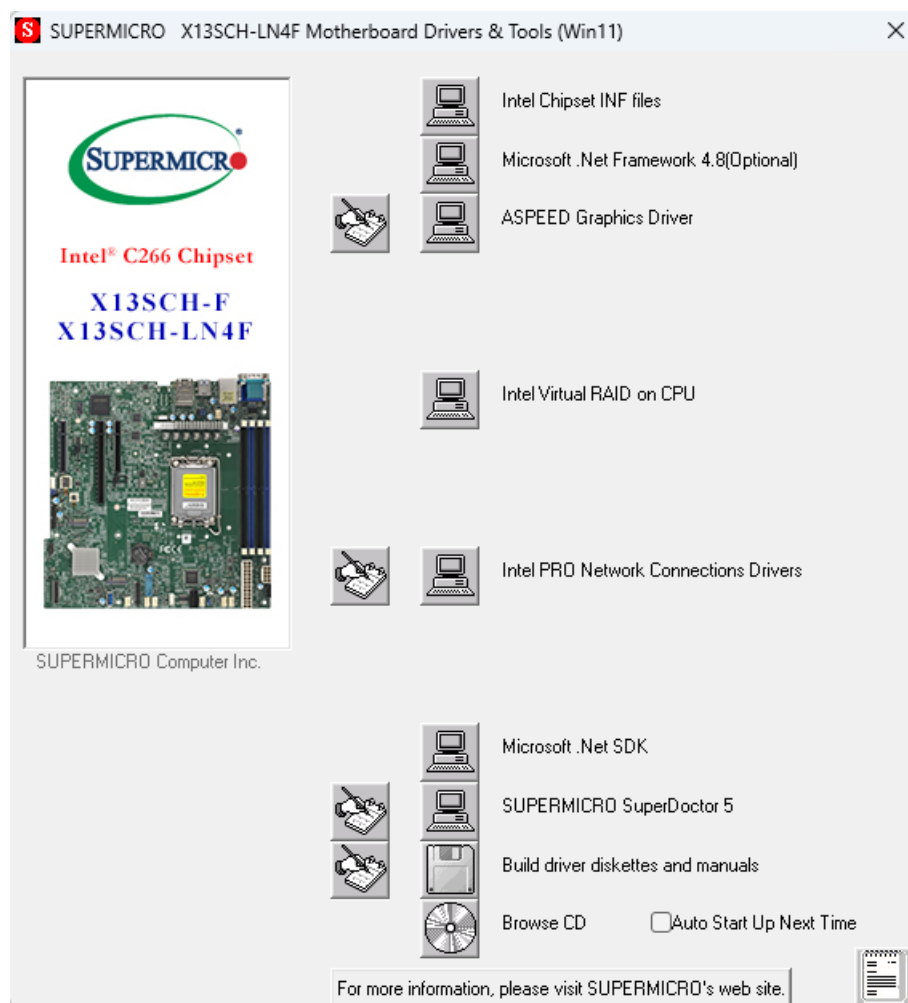 S SUPERMICRO X13SCH-LN4F Motherboard Drivers & Tools (Win11)
SUPERMICR
Intel® C266 Chipset
X13SCH-F
X13SCH-LN4F
SUPERMICRO Computer Inc.
Intel Chipset INF files
Microsoft .Net Framework 4.8(Optional)
ASPEED Graphics Driver
Intel Virtual RAID on CPU
Intel PRO Network Connections Drivers
Microsoft .Net SDK
SUPERMICRO SuperDoctor 5
Build driver diskettes and manuals
Browse CD
Auto Start Up Next Time
For more information, please visit SUPERMICRO's web site.